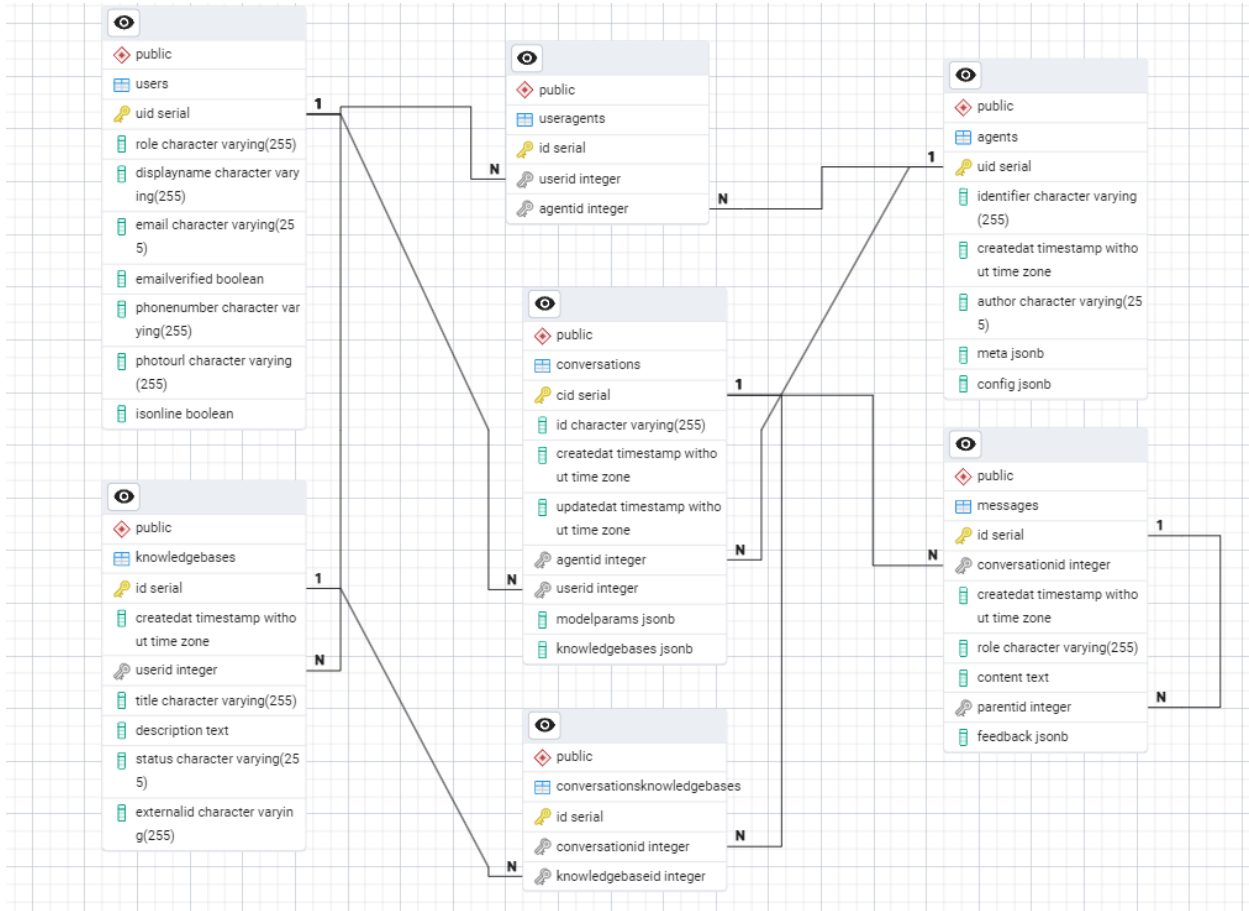 public
users
uid serial
role character varying(255)
displayname character vary
ing(255)
email character varying(25
5)
emailverified boolean
phonenumber character var
ying(255)
photourl character varying
(255)
isonline boolean
1
public
useragents
id serial
userid integer
agentid integer
N
N
public
agents
uid serial
identifier character varying
(255)
createdat timestamp witho
ut time zone
author character varying(25
5)
meta jsonb
config jsonb
1
public
conversations
cid serial
id character varying(255)
createdat timestamp witho
ut time zone
updatedat timestamp witho
ut time zone
agentid integer
userid integer
modelparams jsonb
knowledgebases jsonb
1
N
N
public
messages
id serial
conversationid integer
createdat timestamp witho
ut time zone
role character varying(255)
content text
parentid integer
feedback jsonb
1
N
N
public
knowledgebases
id serial
createdat timestamp witho
ut time zone
userid integer
title character varying(255)
description text
status character varying(25
5)
externalid character varyin
g(255)
1
N
public
conversationsknowledgebases
id serial
conversationid integer
knowledgebaseid integer
N
N